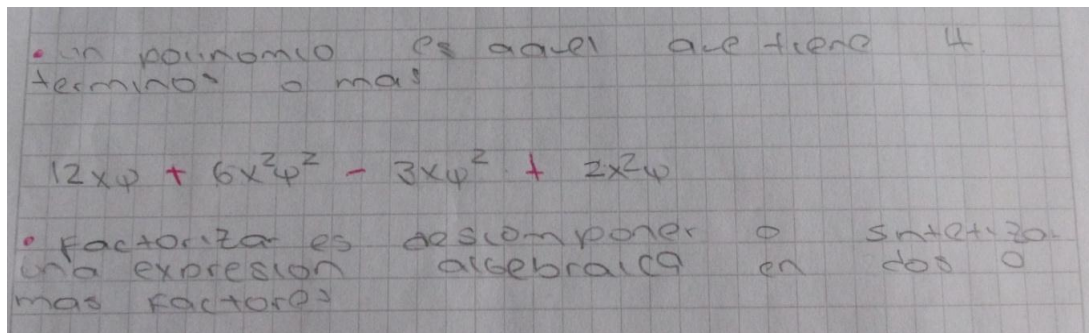 • un polinomio es aquel que tiene 4
terminos o mas
12xy + 6x²y² - 3xy² + 2x²y
• Factorizar es descomponer o sintetizar
una expresion algebraica en dos o
mas Factores